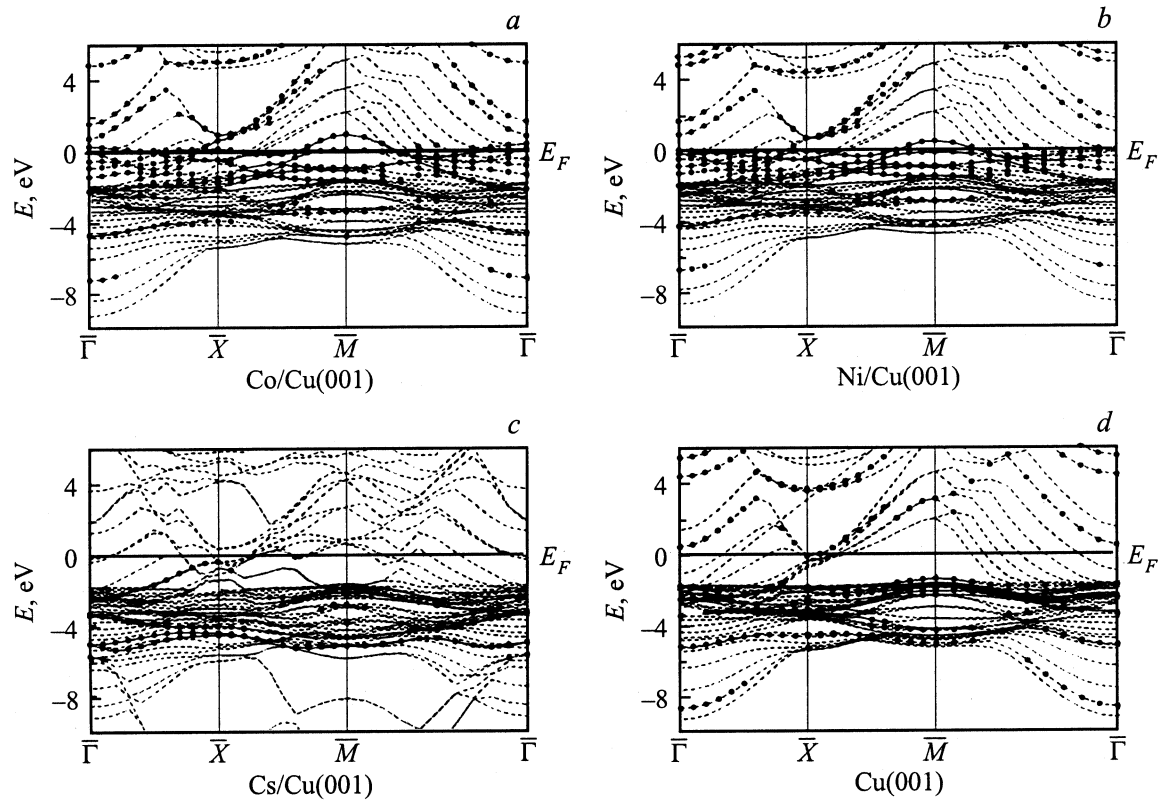 a
4
0
−4
−8
E, eV
E_F
Γ̅ X̅ M̅ Γ̅
Co/Cu(001)
b
4
0
−4
−8
E, eV
E_F
Γ̅ X̅ M̅ Γ̅
Ni/Cu(001)
c
4
0
−4
−8
E, eV
E_F
Γ̅ X̅ M̅ Γ̅
Cs/Cu(001)
d
4
0
−4
−8
E, eV
E_F
Γ̅ X̅ M̅ Γ̅
Cu(001)